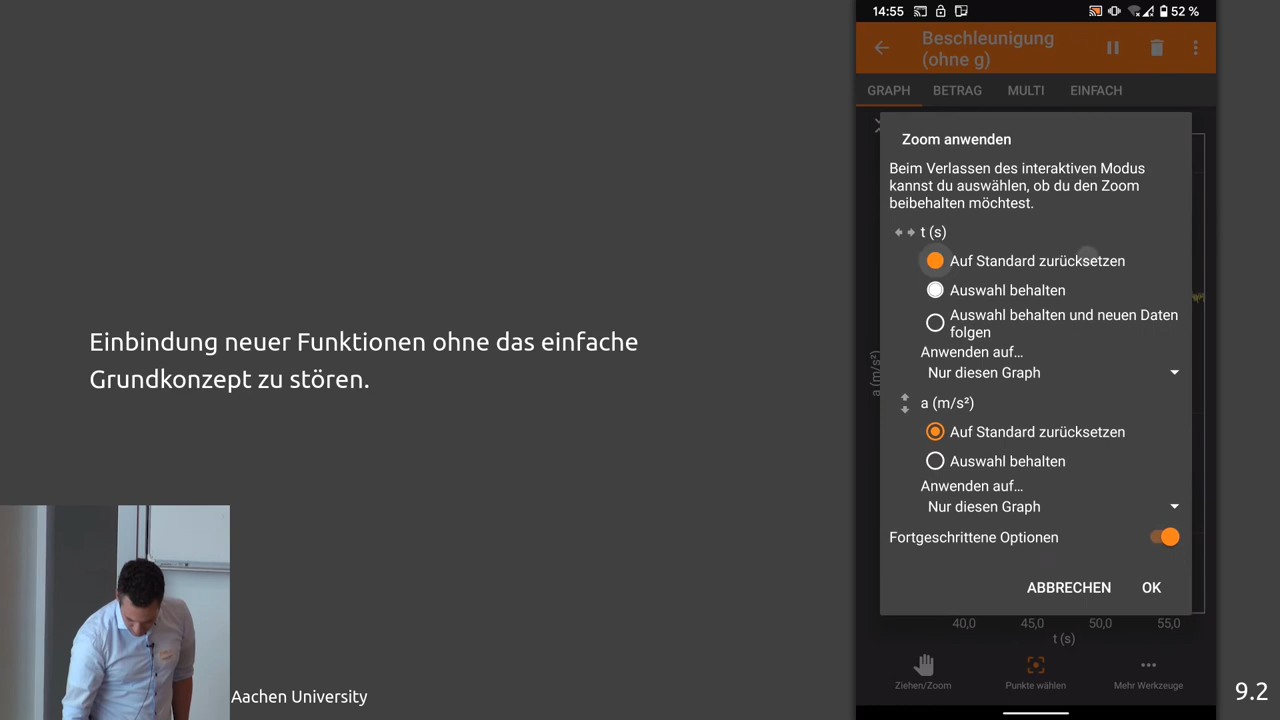 Einbindung neuer Funktionen ohne das einfache
Grundkonzept zu stören.
Aachen University
9.2
14:55
52 %
Beschleunigung
(ohne g)
GRAPH BETRAG MULTI EINFACH
Zoom anwenden
Beim Verlassen des interaktiven Modus
kannst du auswählen, ob du den Zoom
beibehalten möchtest.
t (s)
Auf Standard zurücksetzen
Auswahl behalten
Auswahl behalten und neuen Daten
folgen
Anwenden auf...
Nur diesen Graph
a (m/s²)
Auf Standard zurücksetzen
Auswahl behalten
Anwenden auf...
Nur diesen Graph
Fortgeschrittene Optionen
ABBRECHEN OK
a (m/s²)
40,0 45,0 50,0 55,0
t (s)
Ziehen/Zoom Punkte wählen Mehr Werkzeuge